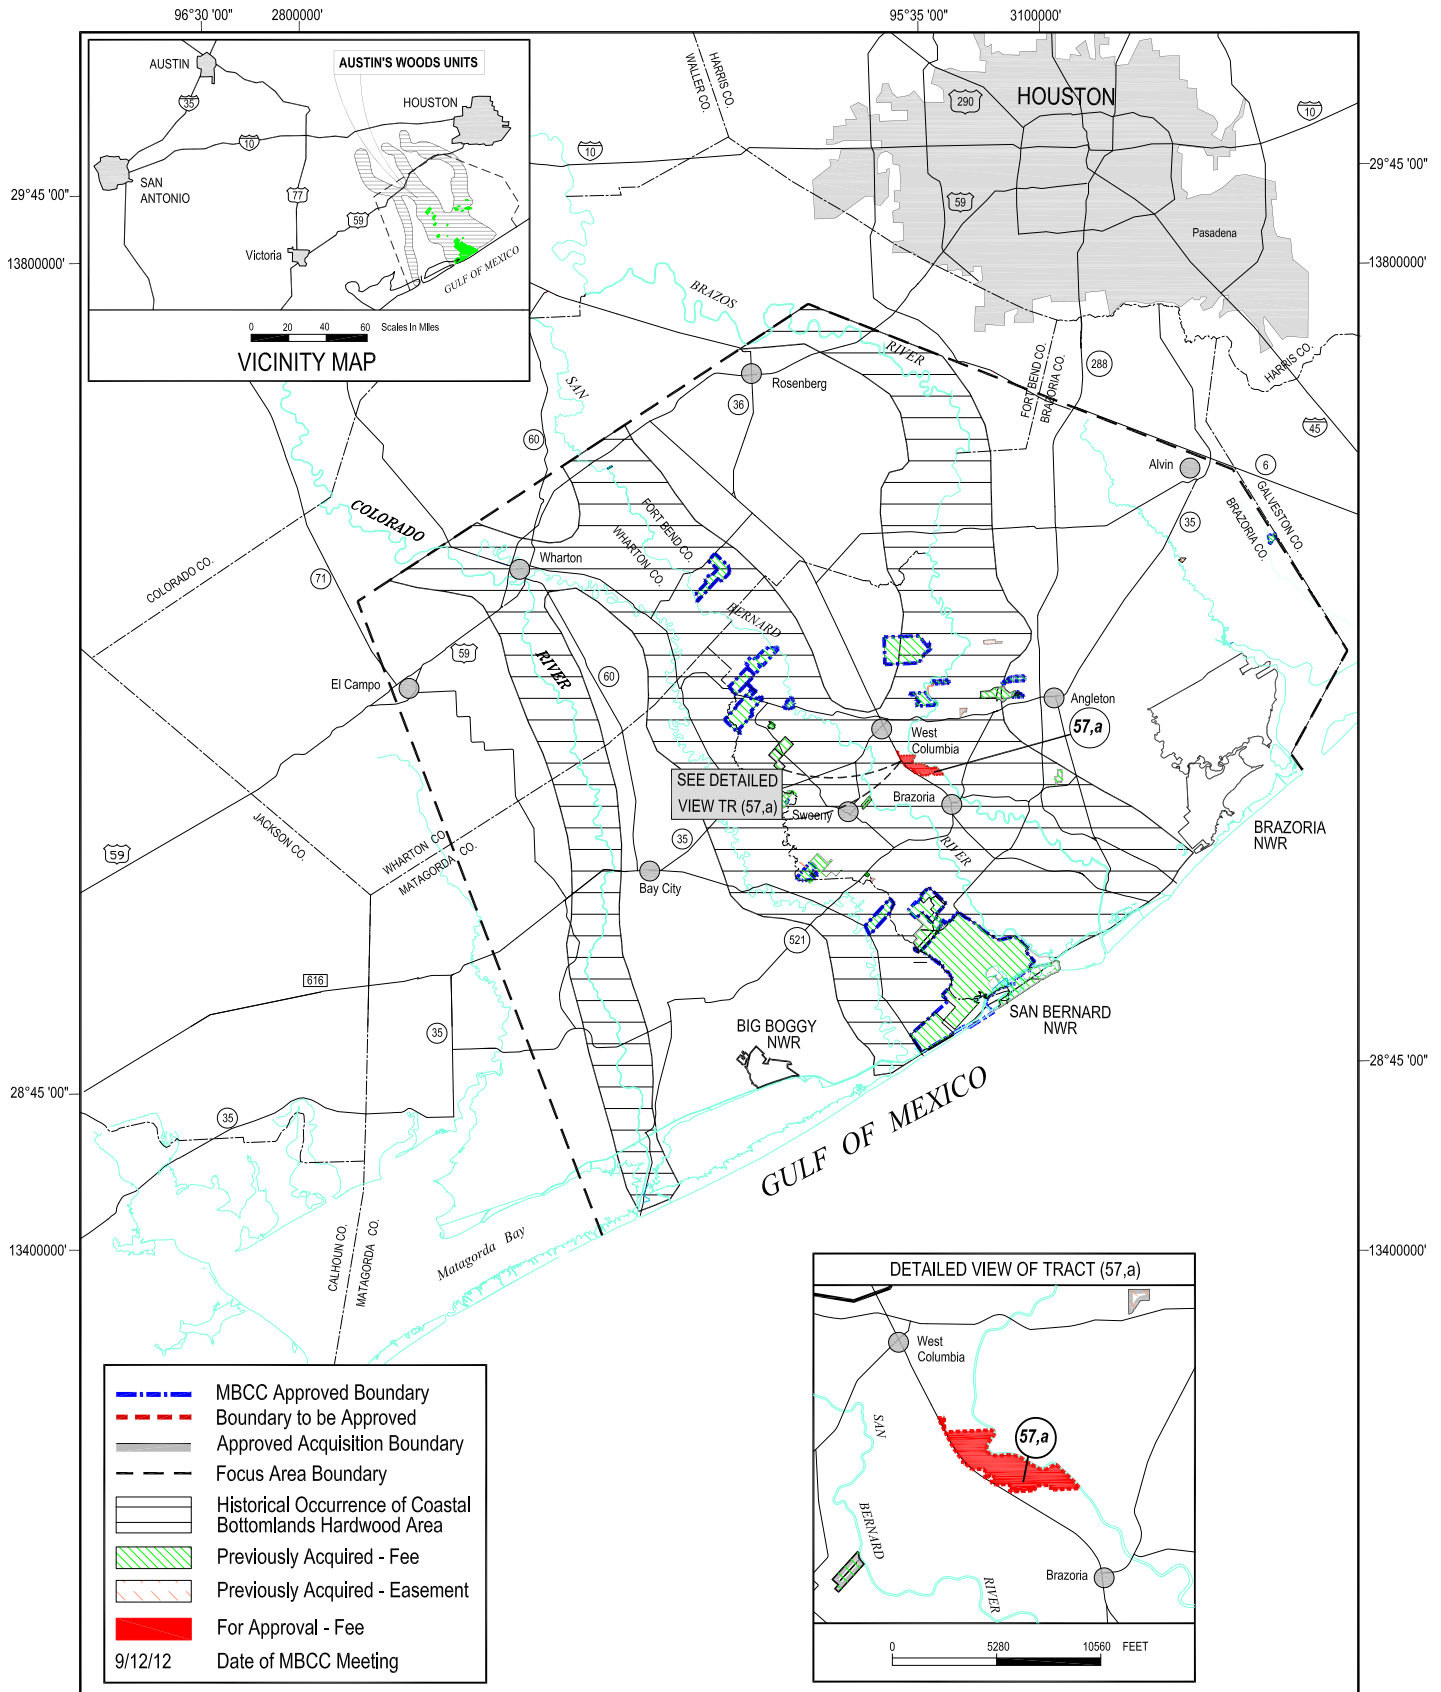 96°30 '00"
2800000'
95°35 '00"
3100000'
29°45 '00"
13800000'
28°45 '00"
13400000'
29°45 '00"
13800000'
28°45 '00"
13400000'
AUSTIN'S WOODS UNITS
AUSTIN
HOUSTON
35
10
SAN
ANTONIO
77
59
Victoria
GULF OF MEXICO
0 20 40 60 Scales In Miles
VICINITY MAP
HARRIS CO.
WALLER CO.
290
HOUSTON
10
10
59
Pasadena
BRAZOS
RIVER
SAN
Rosenberg
36
60
FORT BEND CO.
BRAZORIA CO.
288
HARRIS CO.
45
Alvin
6
GALVESTON CO.
BRAZORIA CO.
35
COLORADO
FORT BEND CO.
WHARTON CO.
Wharton
COLORADO CO.
71
BERNARD
59
RIVER
60
El Campo
Angleton
57,a
West
Columbia
SEE DETAILED
VIEW TR (57,a)
Brazoria
Sweeny
35
RIVER
BRAZORIA
NWR
JACKSON CO.
59
WHARTON CO.
MATAGORDA CO.
Bay City
521
616
35
SAN BERNARD
NWR
BIG BOGGY
NWR
35
GULF OF MEXICO
Matagorda Bay
CALHOUN CO.
MATAGORDA CO.
DETAILED VIEW OF TRACT (57,a)
West
Columbia
SAN
57,a
BERNARD
Brazoria
RIVER
0 5280 10560 FEET
MBCC Approved Boundary
Boundary to be Approved
Approved Acquisition Boundary
Focus Area Boundary
Historical Occurrence of Coastal
Bottomlands Hardwood Area
Previously Acquired - Fee
Previously Acquired - Easement
For Approval - Fee
9/12/12 Date of MBCC Meeting